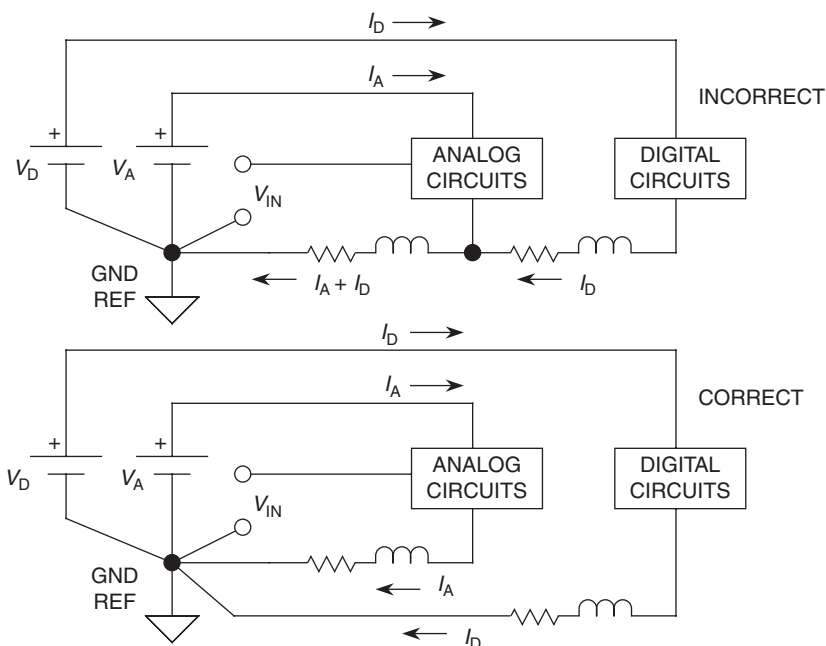 I_D
I_A
INCORRECT
+
+
V_D
V_A
V_IN
ANALOG
CIRCUITS
DIGITAL
CIRCUITS
GND
REF
I_A + I_D
I_D
I_D
I_A
CORRECT
+
+
V_D
V_A
V_IN
ANALOG
CIRCUITS
DIGITAL
CIRCUITS
GND
REF
I_A
I_D